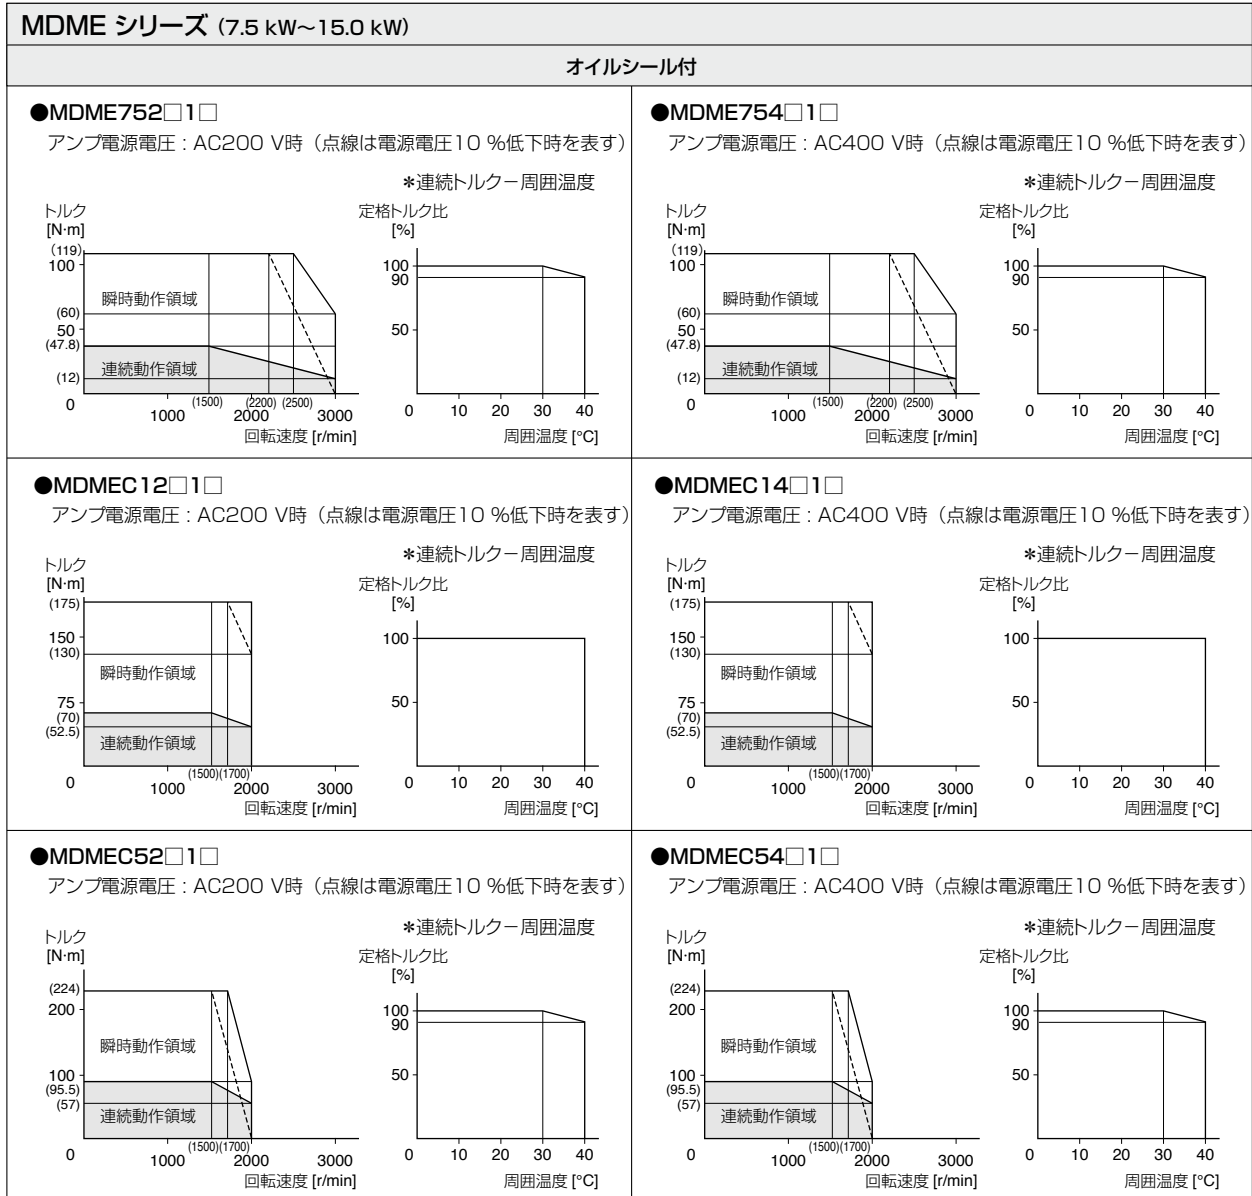 MDME シリーズ（7.5 kW～15.0 kW）
オイルシール付
●MDME752□1□
アンプ電源電圧 : AC200 V時（点線は電源電圧10 %低下時を表す）
＊連続トルクー周囲温度
トルク
[N·m]
(119)
100
(60)
50
(47.8)
(12)
0
瞬時動作領域
連続動作領域
(1500) (2200) (2500)
1000 2000 3000
回転速度 [r/min]
定格トルク比
[%]
100
90
50
0 10 20 30 40
周囲温度 [°C]
●MDME754□1□
アンプ電源電圧 : AC400 V時（点線は電源電圧10 %低下時を表す）
＊連続トルクー周囲温度
トルク
[N·m]
(119)
100
(60)
50
(47.8)
(12)
0
瞬時動作領域
連続動作領域
(1500) (2200) (2500)
1000 2000 3000
回転速度 [r/min]
定格トルク比
[%]
100
90
50
0 10 20 30 40
周囲温度 [°C]
●MDMEC12□1□
アンプ電源電圧 : AC200 V時（点線は電源電圧10 %低下時を表す）
＊連続トルクー周囲温度
トルク
[N·m]
(175)
150
(130)
75
(70)
(52.5)
0
瞬時動作領域
連続動作領域
(1500)(1700)
1000 2000 3000
回転速度 [r/min]
定格トルク比
[%]
100
50
0 10 20 30 40
周囲温度 [°C]
●MDMEC14□1□
アンプ電源電圧 : AC400 V時（点線は電源電圧10 %低下時を表す）
＊連続トルクー周囲温度
トルク
[N·m]
(175)
150
(130)
75
(70)
(52.5)
0
瞬時動作領域
連続動作領域
(1500)(1700)
1000 2000 3000
回転速度 [r/min]
定格トルク比
[%]
100
50
0 10 20 30 40
周囲温度 [°C]
●MDMEC52□1□
アンプ電源電圧 : AC200 V時（点線は電源電圧10 %低下時を表す）
＊連続トルクー周囲温度
トルク
[N·m]
(224)
200
100
(95.5)
(57)
0
瞬時動作領域
連続動作領域
(1500)(1700)
1000 2000 3000
回転速度 [r/min]
定格トルク比
[%]
100
90
50
0 10 20 30 40
周囲温度 [°C]
●MDMEC54□1□
アンプ電源電圧 : AC400 V時（点線は電源電圧10 %低下時を表す）
＊連続トルクー周囲温度
トルク
[N·m]
(224)
200
100
(95.5)
(57)
0
瞬時動作領域
連続動作領域
(1500)(1700)
1000 2000 3000
回転速度 [r/min]
定格トルク比
[%]
100
90
50
0 10 20 30 40
周囲温度 [°C]